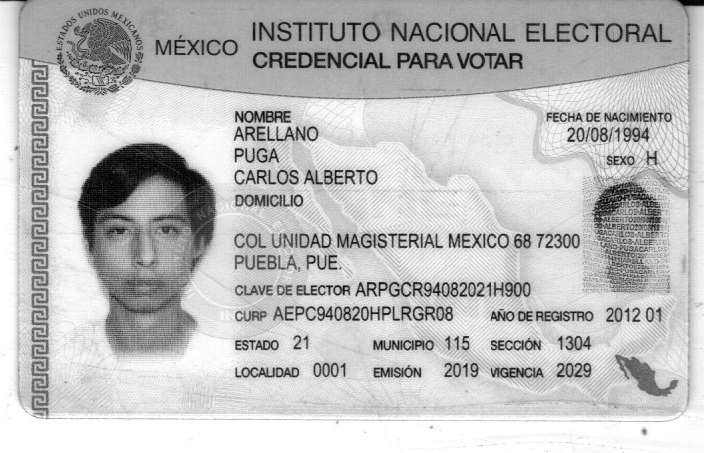 ESTADOS UNIDOS MEXICANOS
MÉXICO
INSTITUTO NACIONAL ELECTORAL
CREDENCIAL PARA VOTAR
NOMBRE
ARELLANO
PUGA
CARLOS ALBERTO
FECHA DE NACIMIENTO
20/08/1994
SEXO H
DOMICILIO
COL UNIDAD MAGISTERIAL MEXICO 68 72300
PUEBLA, PUE.
CLAVE DE ELECTOR ARPGCR94082021H900
CURP AEPC940820HPLRGR08 AÑO DE REGISTRO 2012 01
ESTADO 21 MUNICIPIO 115 SECCIÓN 1304
LOCALIDAD 0001 EMISIÓN 2019 VIGENCIA 2029